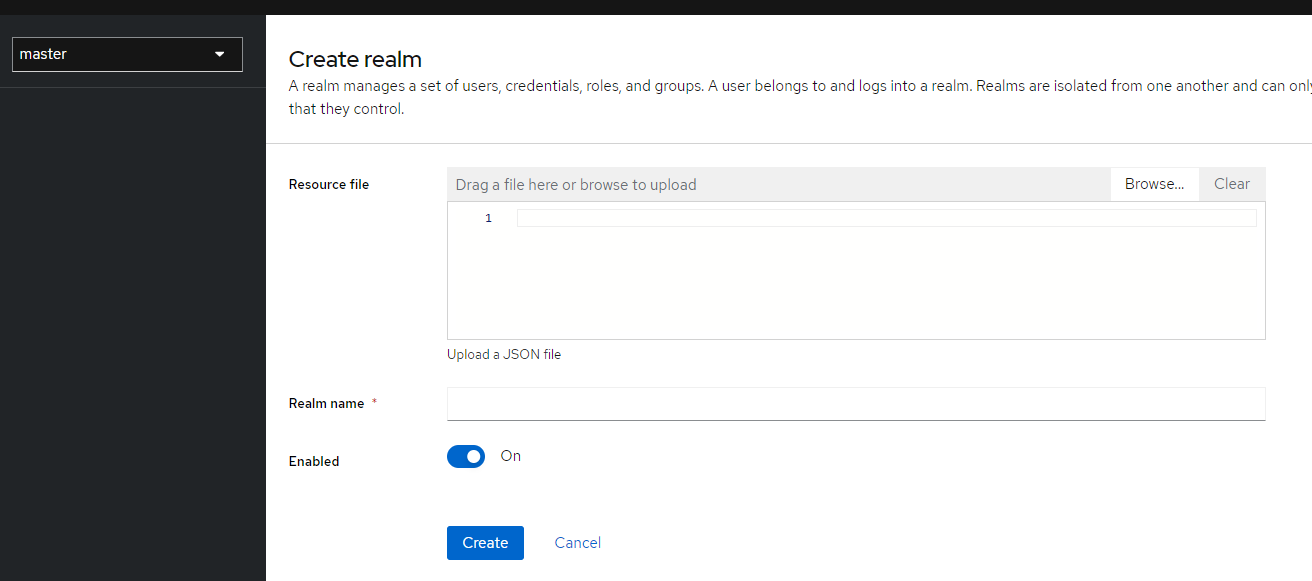 master
Create realm
A realm manages a set of users, credentials, roles, and groups. A user belongs to and logs into a realm. Realms are isolated from one another and can only
that they control.
Resource file
Drag a file here or browse to upload
Browse...
Clear
1
Upload a JSON file
Realm name *
Enabled
On
Create
Cancel